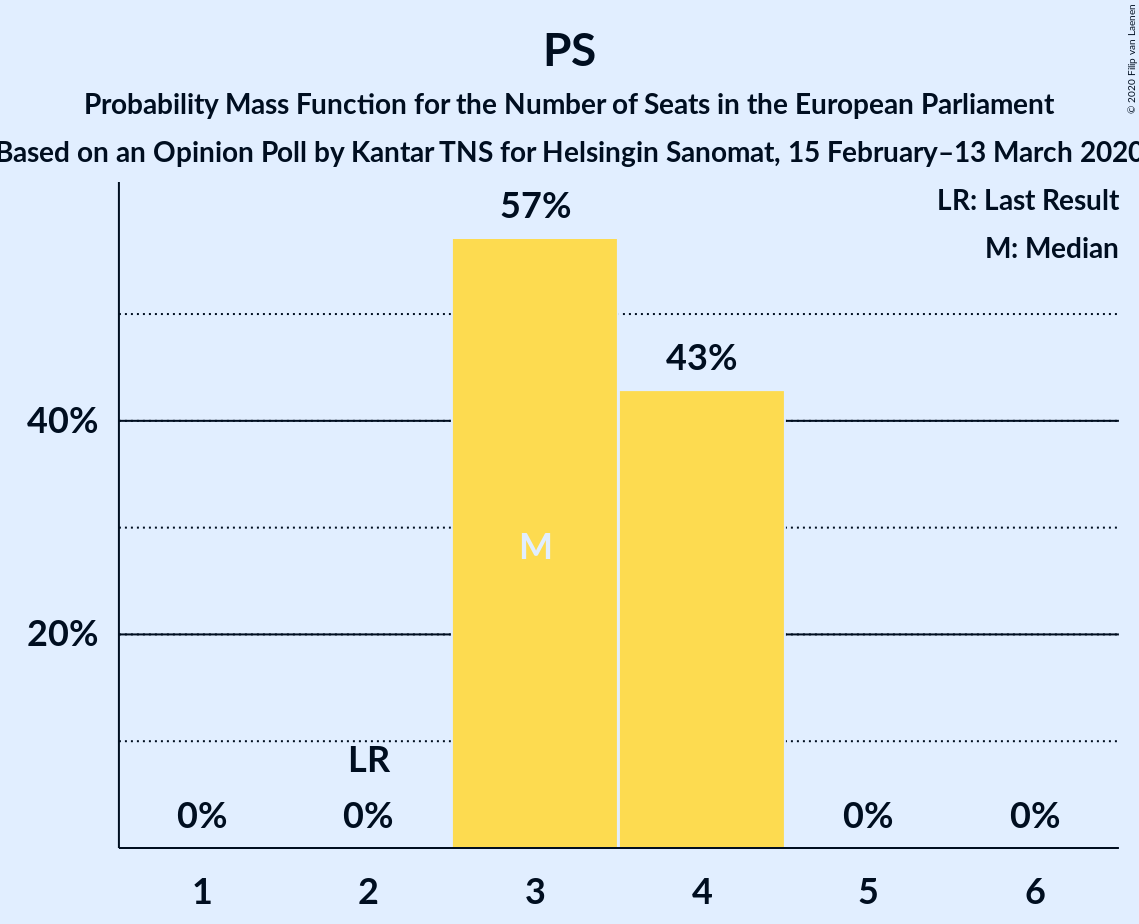 PS
Probability Mass Function for the Number of Seats in the European Parliament
Based on an Opinion Poll by Kantar TNS for Helsingin Sanomat, 15 February–13 March 2020
© 2020 Filip van Laenen
LR: Last Result
M: Median
57%
43%
40%
M
20%
LR
0%
0%
0%
0%
1
2
3
4
5
6